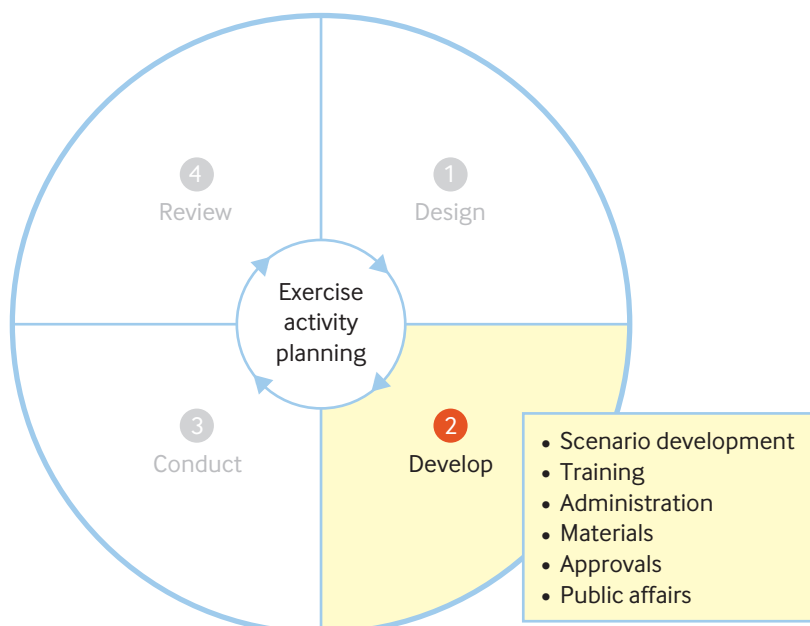 4
Review
1
Design
Exercise
activity
planning
3
Conduct
2
Develop
• Scenario development
• Training
• Administration
• Materials
• Approvals
• Public affairs